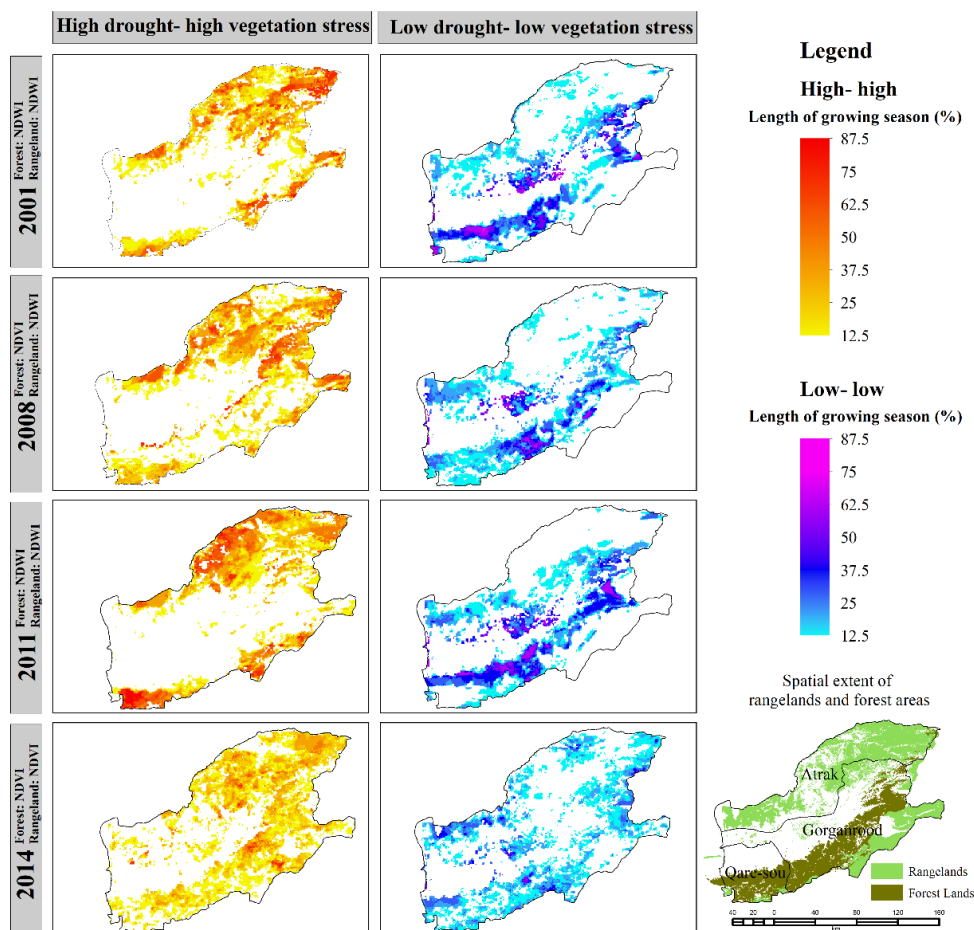 High drought- high vegetation stress
Low drought- low vegetation stress
2001
Forest: NDWI
Rangeland: NDWI
2008
Forest: NDVI
Rangeland: NDWI
2011
Forest: NDWI
Rangeland: NDWI
2014
Forest: NDVI
Rangeland: NDVI
Legend
High- high
Length of growing season (%)
87.5
75
62.5
50
37.5
25
12.5
Low- low
Length of growing season (%)
87.5
75
62.5
50
37.5
25
12.5
Spatial extent of
rangelands and forest areas
Atrak
Gorganrood
Qare-sou
Rangelands
Forest Lands
40 20 0 40 80 120 160
km